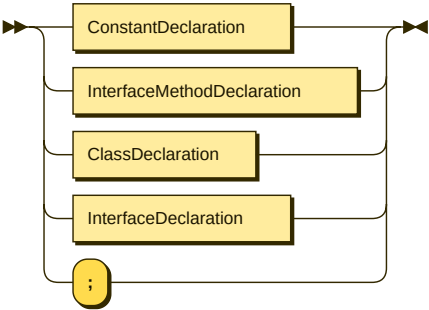 ConstantDeclaration
InterfaceMethodDeclaration
ClassDeclaration
InterfaceDeclaration
;